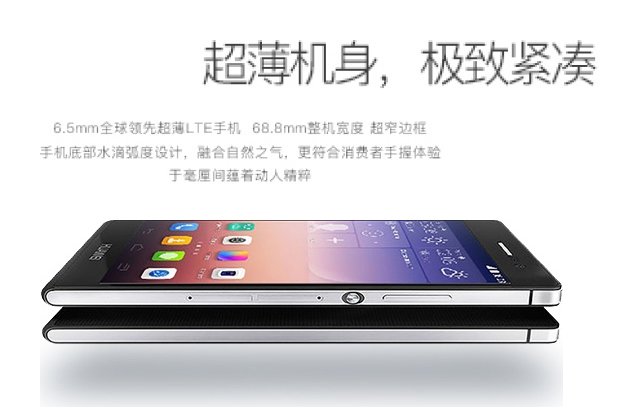 超薄机身，极致紧凑
6.5mm全球领先超薄LTE手机 68.8mm整机宽度 超窄边框
手机底部水滴弧度设计，融合自然之气，更符合消费者手握体验
于毫厘间蕴着动人精粹
HUAWEI